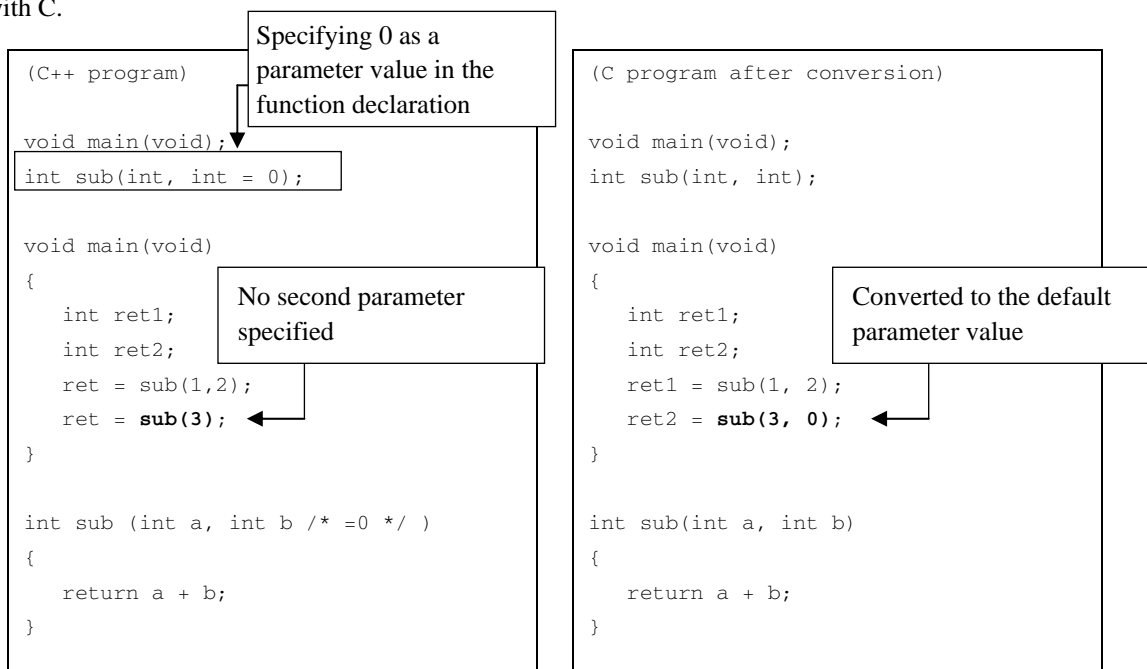 with C.
Specifying 0 as a
parameter value in the
function declaration
(C++ program)
void main(void);
int sub(int, int = 0);
void main(void)
{
No second parameter
specified
int ret1;
int ret2;
ret = sub(1,2);
ret = sub(3);
}
int sub (int a, int b /* =0 */ )
{
return a + b;
}
(C program after conversion)
void main(void);
int sub(int, int);
void main(void)
{
Converted to the default
parameter value
int ret1;
int ret2;
ret1 = sub(1, 2);
ret2 = sub(3, 0);
}
int sub(int a, int b)
{
return a + b;
}